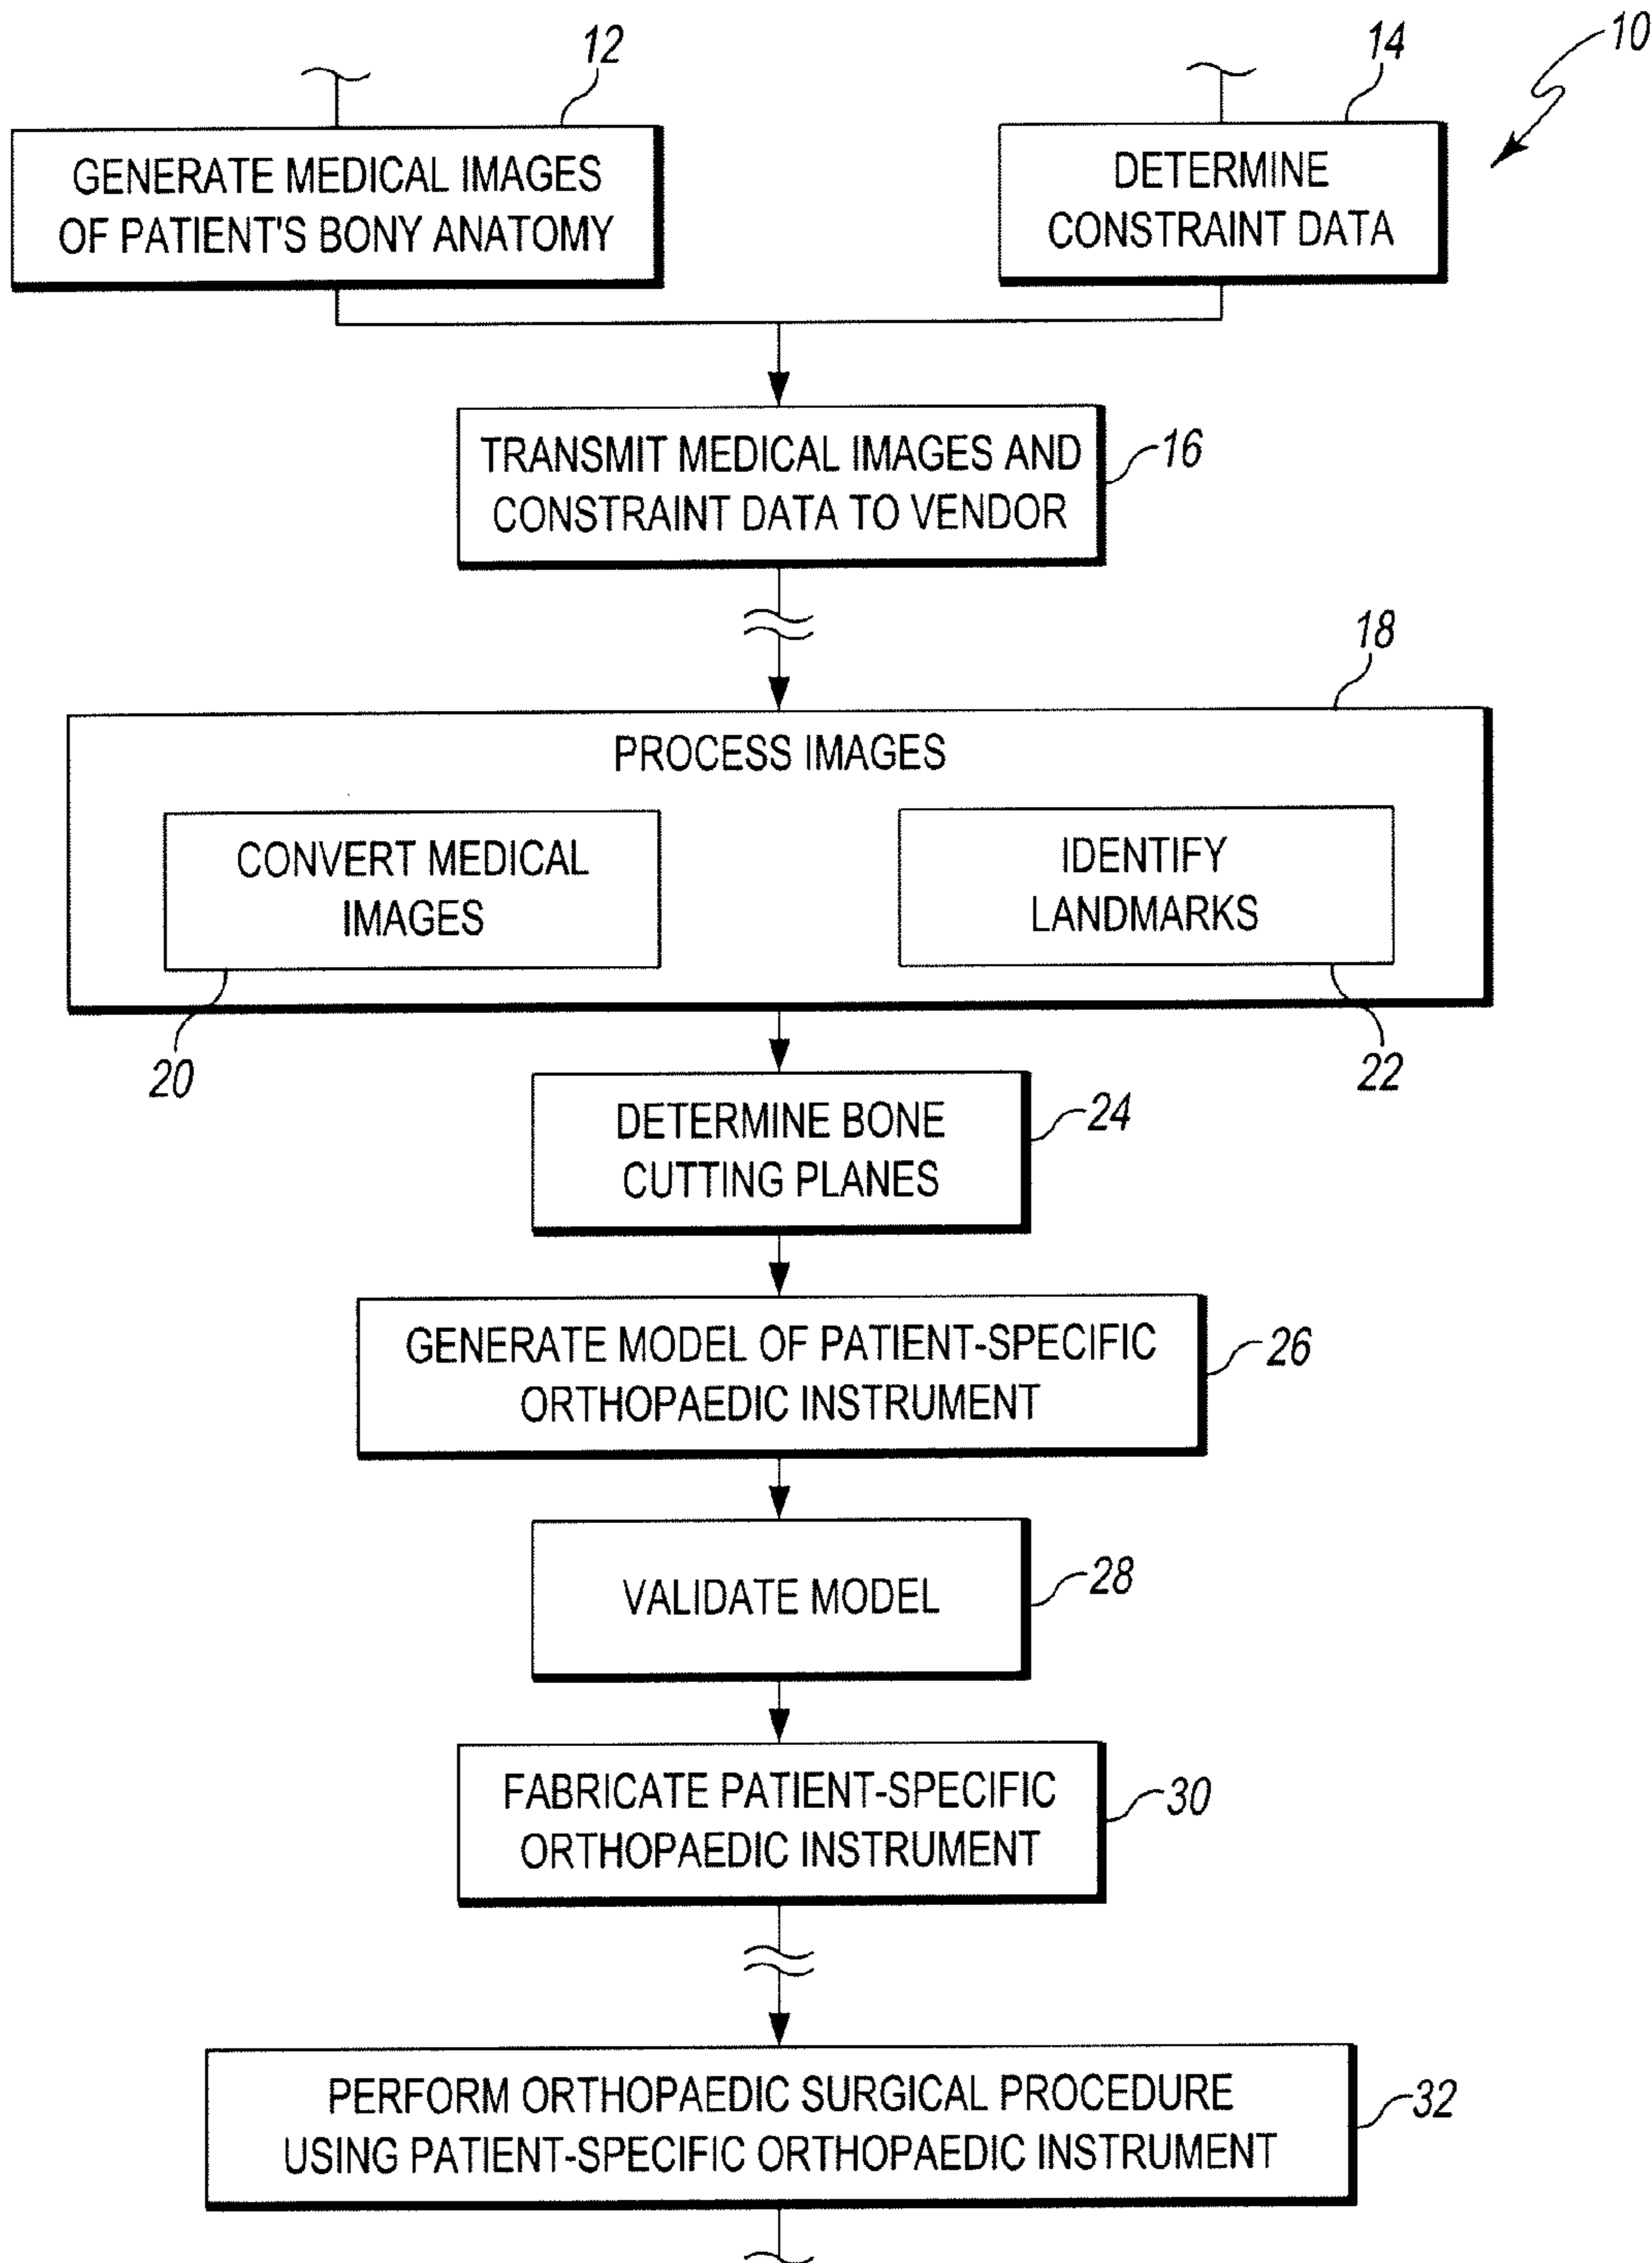 10
12
14
GENERATE MEDICAL IMAGES
OF PATIENT'S BONY ANATOMY
DETERMINE
CONSTRAINT DATA
TRANSMIT MEDICAL IMAGES AND
CONSTRAINT DATA TO VENDOR
16
18
PROCESS IMAGES
CONVERT MEDICAL
IMAGES
IDENTIFY
LANDMARKS
20
22
DETERMINE BONE
CUTTING PLANES
24
GENERATE MODEL OF PATIENT-SPECIFIC
ORTHOPAEDIC INSTRUMENT
26
VALIDATE MODEL
28
FABRICATE PATIENT-SPECIFIC
ORTHOPAEDIC INSTRUMENT
30
PERFORM ORTHOPAEDIC SURGICAL PROCEDURE
USING PATIENT-SPECIFIC ORTHOPAEDIC INSTRUMENT
32